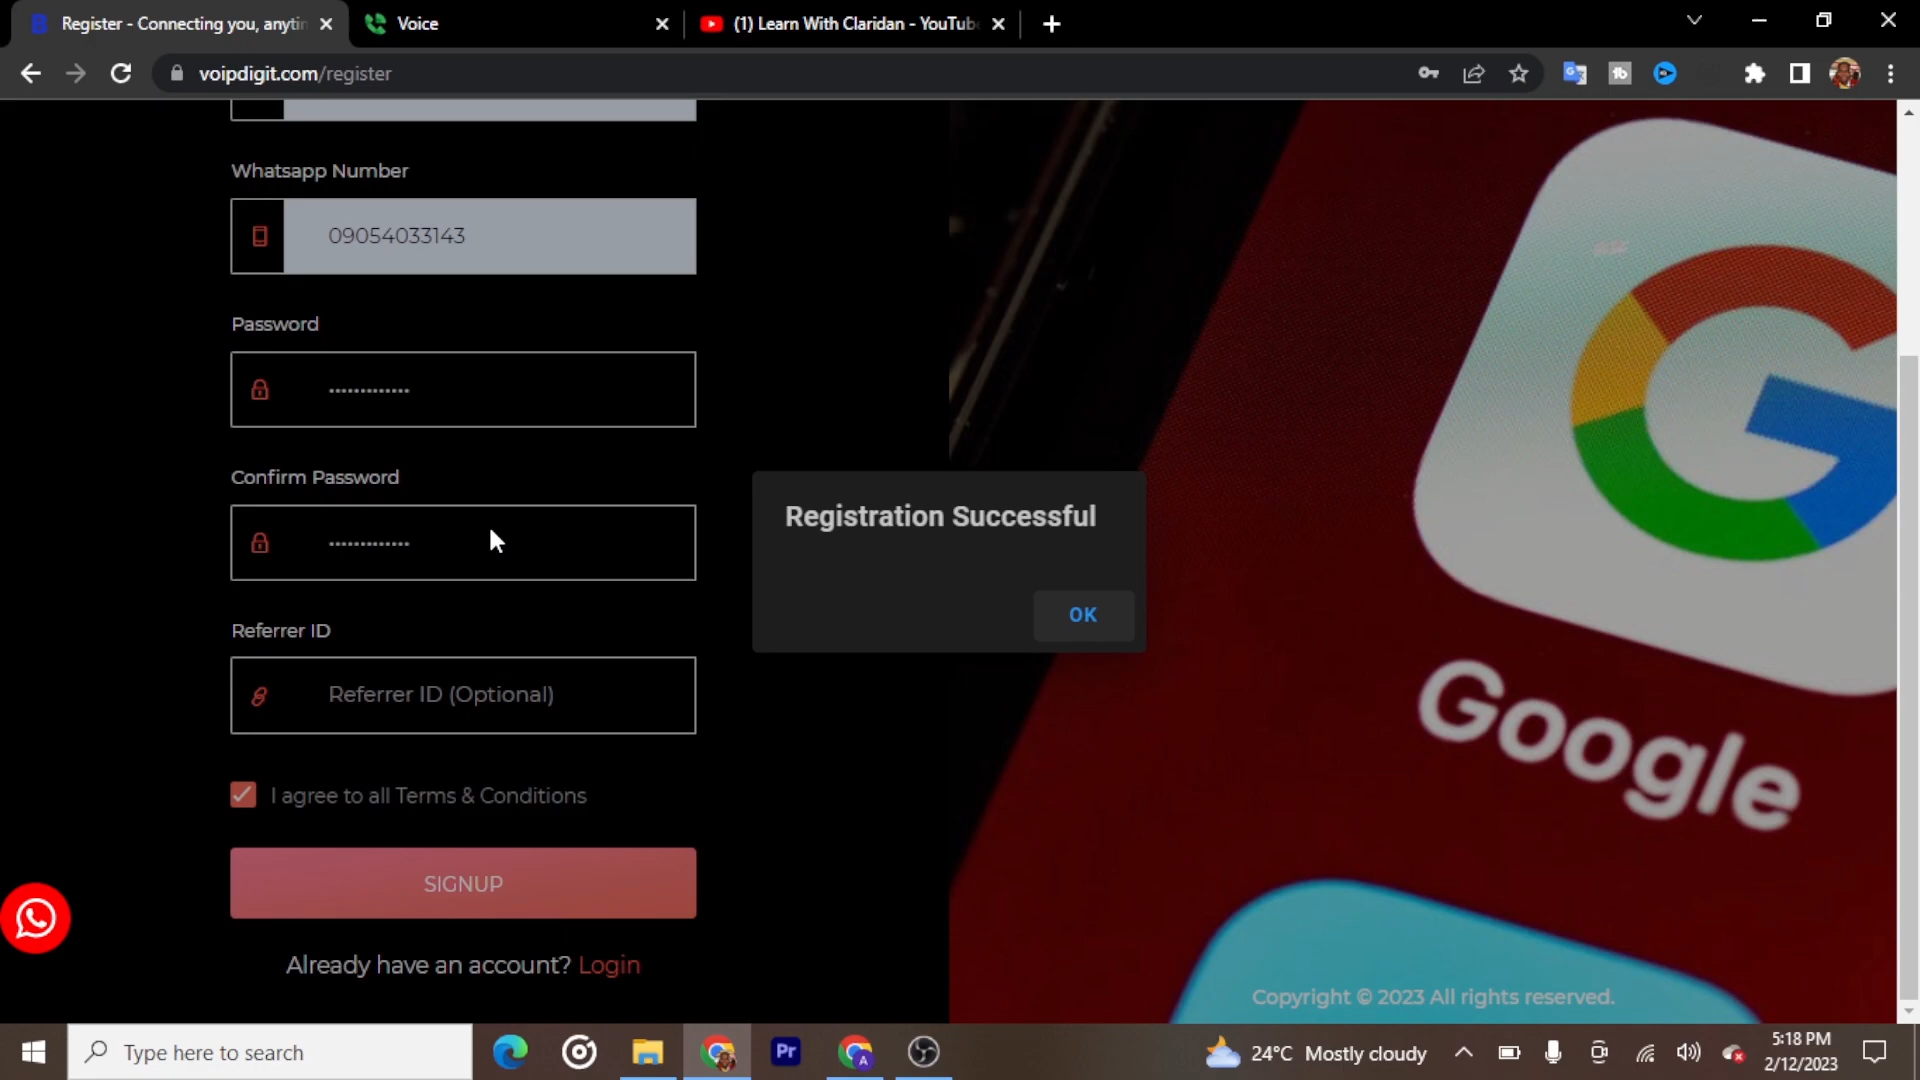 Register - Connecting you, anytin
Voice
(1) Learn With Claridan - YouTub
voipdigit.com/register
Whatsapp Number
09054033143
Password
•••••••••••••
Confirm Password
•••••••••••••
Referrer ID
Referrer ID (Optional)
I agree to all Terms & Conditions
SIGNUP
Already have an account? Login
Registration Successful
OK
Google
Copyright © 2023 All rights reserved.
Type here to search
Pr
A
24°C Mostly cloudy
5:18 PM
2/12/2023